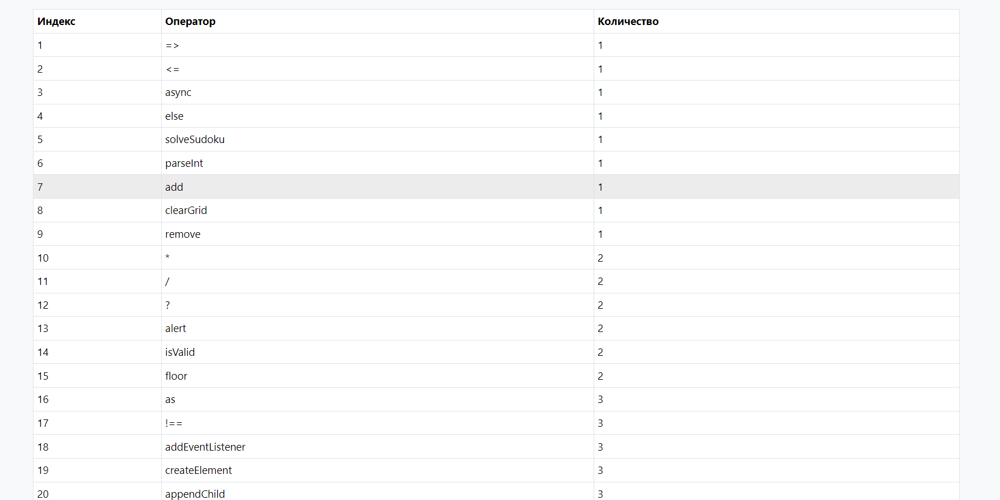 Индекс Оператор Количество
1 => 1
2 <= 1
3 async 1
4 else 1
5 solveSudoku 1
6 parseInt 1
7 add 1
8 clearGrid 1
9 remove 1
10 * 2
11 / 2
12 ? 2
13 alert 2
14 isValid 2
15 floor 2
16 as 3
17 !== 3
18 addEventListener 3
19 createElement 3
20 appendChild 3